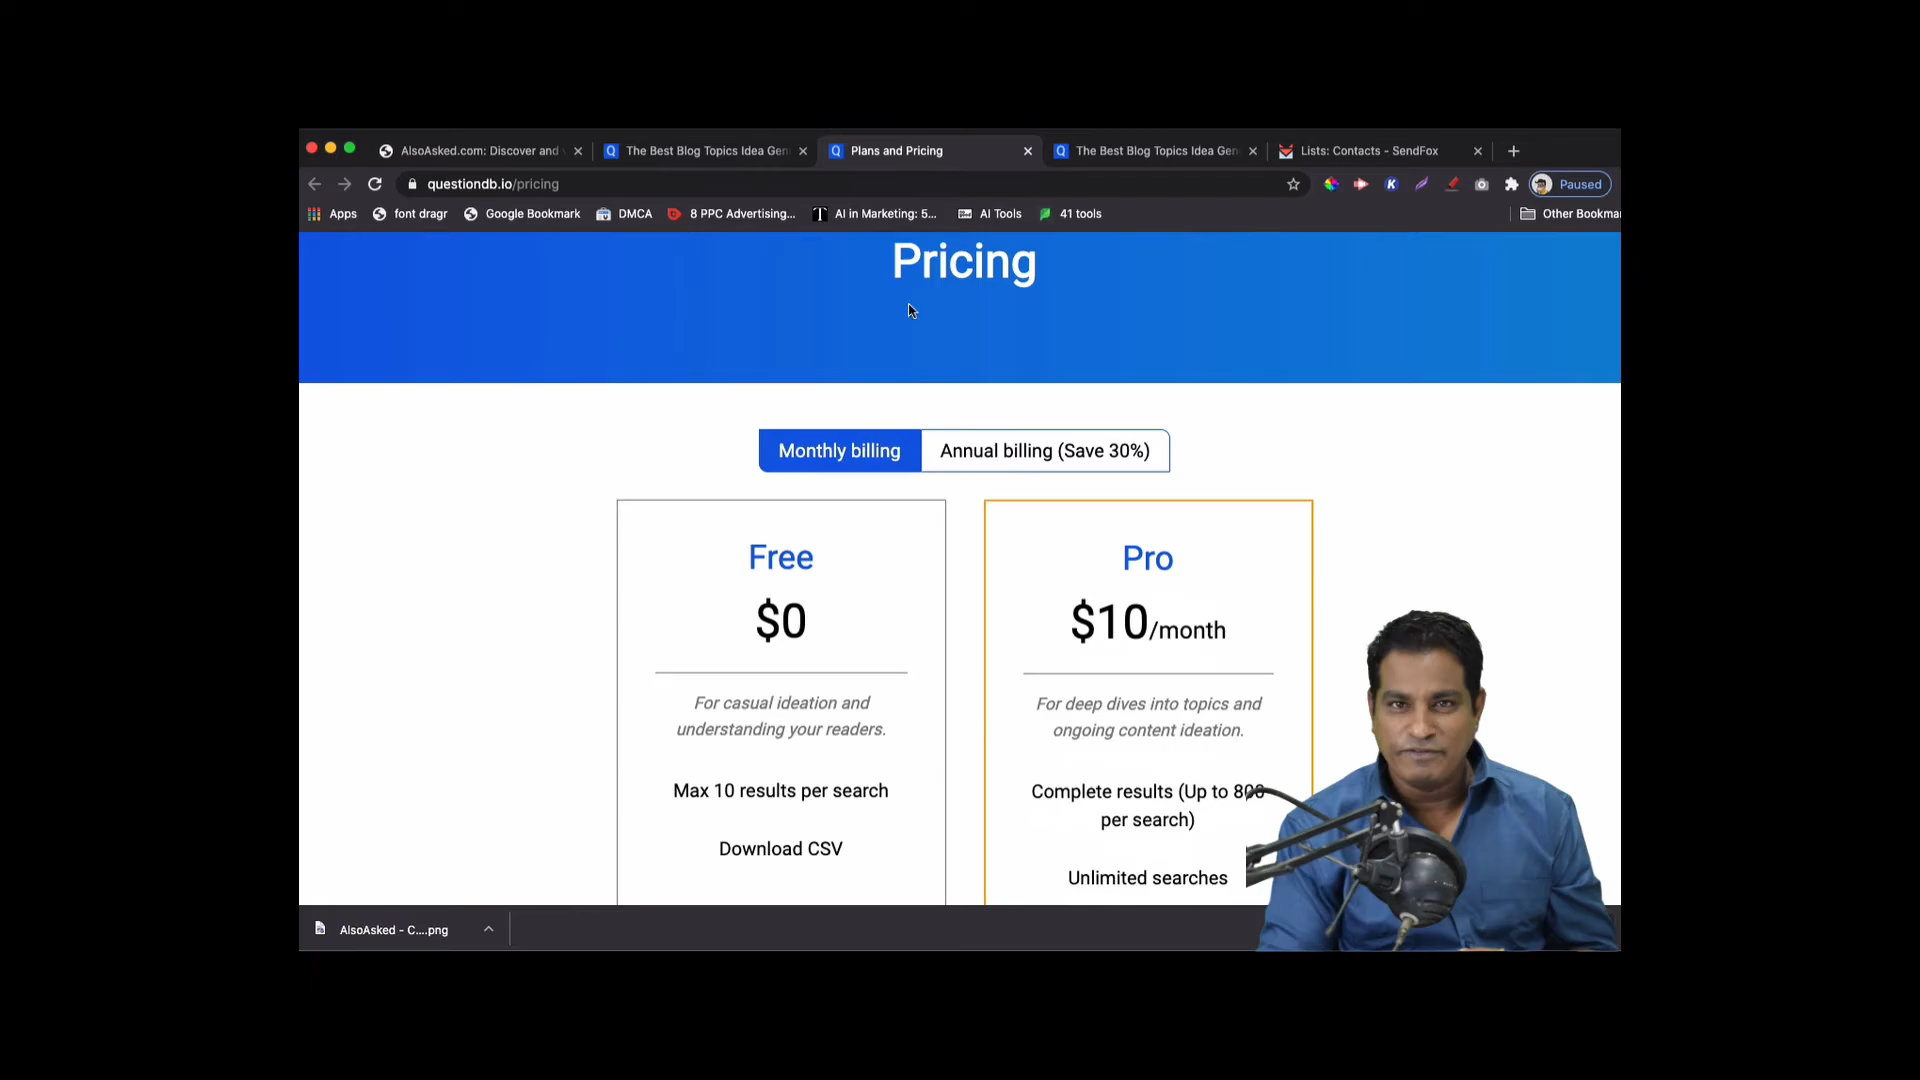 AlsoAsked.com: Discover and
The Best Blog Topics Idea Gen
Plans and Pricing
The Best Blog Topics Idea Gen
Lists: Contacts - SendFox
questiondb.io/pricing
Paused
Apps
font dragr
Google Bookmark
DMCA
8 PPC Advertising...
AI in Marketing: 5...
AI Tools
41 tools
Other Bookma
Pricing
Monthly billing
Annual billing (Save 30%)
Free
$0
For casual ideation and
understanding your readers.
Max 10 results per search
Download CSV
Pro
$10/month
For deep dives into topics and
ongoing content ideation.
Complete results (Up to 800
per search)
Unlimited searches
AlsoAsked - C....png